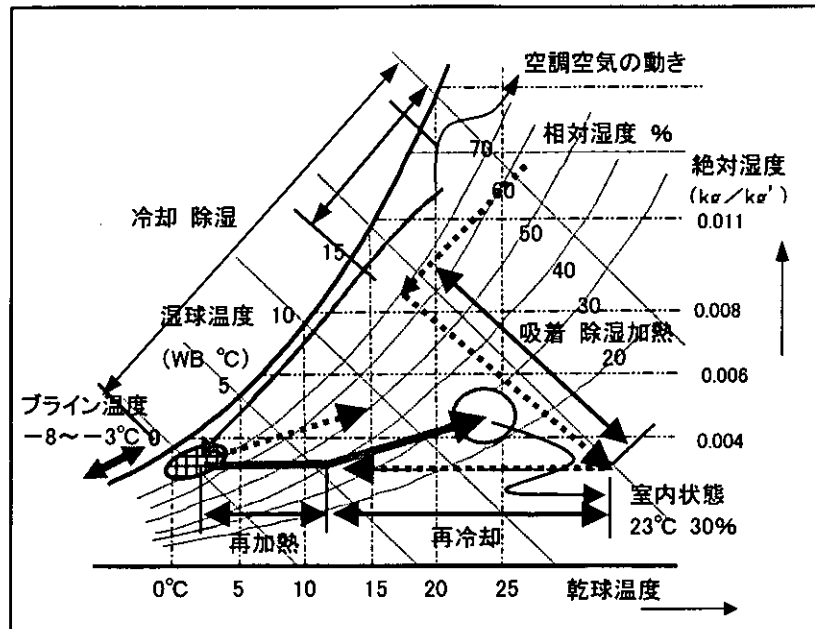 空調空気の動き
相対湿度 %
70
60
50
40
30
20
絶対湿度
(kg/kg')
0.011
0.008
0.006
0.004
冷却 除湿
15
湿球温度
10
(WB ℃)
5
0
吸着 除湿加熱
ブライン温度
-8~-3℃
室内状態
23℃ 30%
再加熱
再冷却
0℃ 5 10 15 20 25 乾球温度